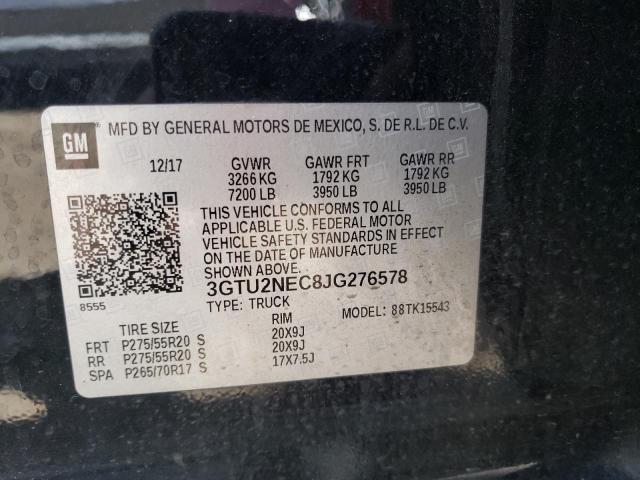 GM ® MFD BY GENERAL MOTORS DE MEXICO, S. DE R.L. DE C.V.
12/17 GVWR GAWR FRT GAWR RR
3266 KG 1792 KG 1792 KG
7200 LB 3950 LB 3950 LB
THIS VEHICLE CONFORMS TO ALL
APPLICABLE U.S. FEDERAL MOTOR
VEHICLE SAFETY STANDARDS IN EFFECT
ON THE DATE OF MANUFACTURE
SHOWN ABOVE.
8555 3GTU2NEC8JG276578
TYPE: TRUCK MODEL: 88TK15543
TIRE SIZE RIM
FRT P275/55R20 S 20X9J
RR P275/55R20 S 20X9J
SPA P265/70R17 S 17X7.5J